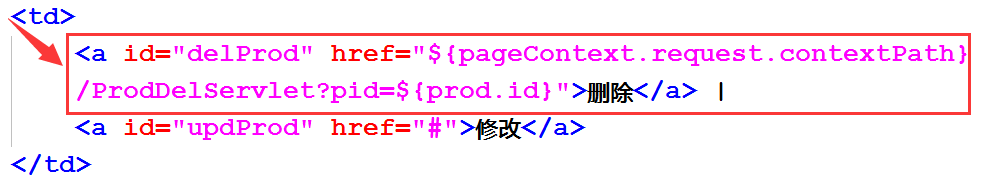 <td>
<a id="delProd" href="${pageContext.request.contextPath}
/ProdDelServlet?pid=${prod.id}">删除</a> |
<a id="updProd" href="#">修改</a>
</td>